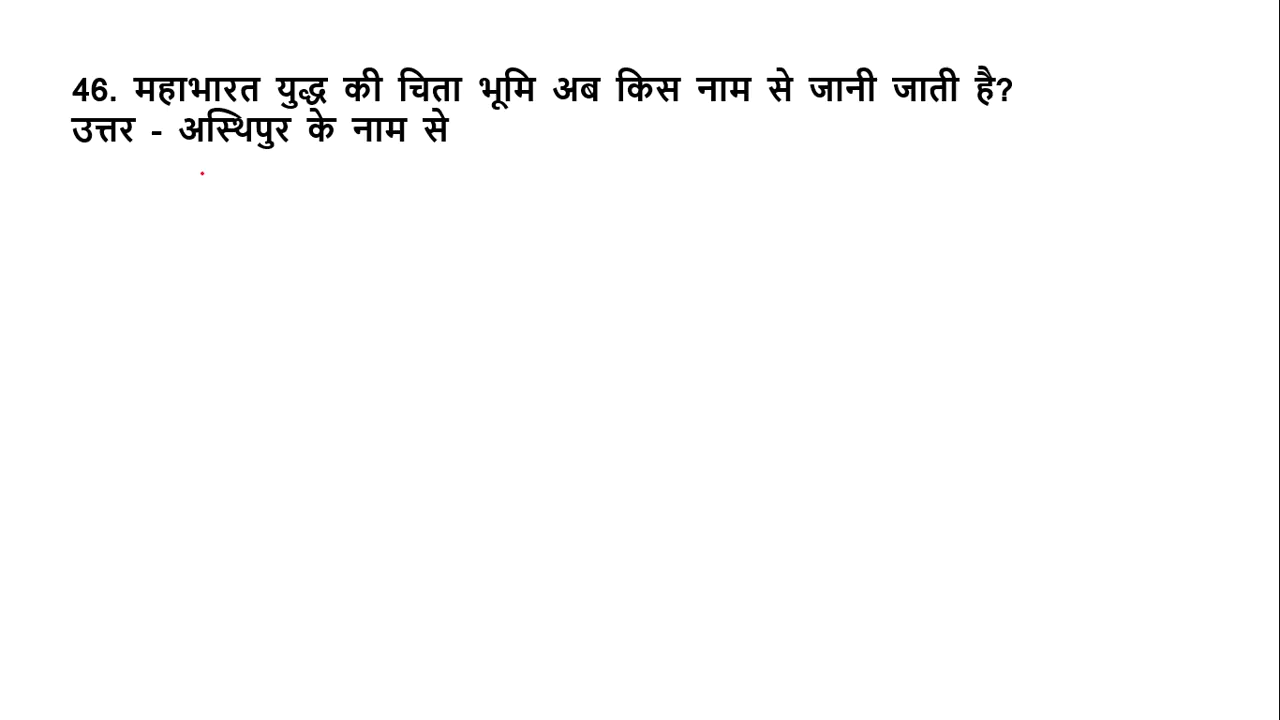 46. महाभारत युद्ध की चिता भूमि अब किस नाम से जानी जाती है?
उत्तर - अस्थिपुर के नाम से